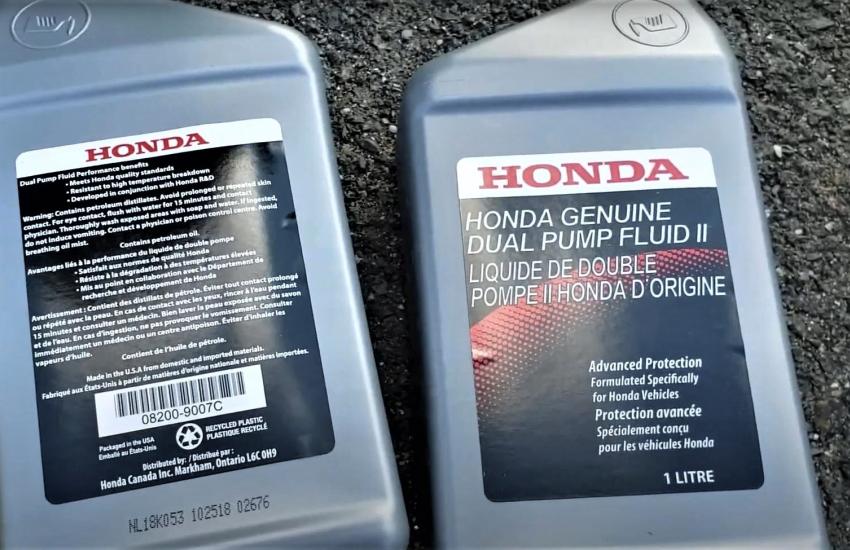 HONDA
Dual Pump Fluid Performance benefits
• Meets Honda quality standards
• Resistant to high temperature breakdown
• Developed in conjunction with Honda R&D
Warning: Contains petroleum distillates. Avoid prolonged or repeated skin
contact. For eye contact, flush with water for 15 minutes and contact
physician. Thoroughly wash exposed areas with soap and water. If ingested,
do not induce vomiting. Contact a physician or poison control centre. Avoid
breathing oil mist.
Contains petroleum oil.
Avantages liés à la performance du liquide de double pompe
• Satisfait aux normes de qualité Honda
• Résiste à la dégradation à des températures élevées
• Mis au point en collaboration avec le Département de
recherche et développement de Honda
Avertissement : Contient des distillats de pétrole. Éviter tout contact prolongé
ou répété avec la peau. En cas de contact avec les yeux, rincer à l'eau pendant
15 minutes et consulter un médecin. Bien laver la peau exposée avec du savon
et de l'eau. En cas d'ingestion, ne pas provoquer le vomissement. Consulter
immédiatement un médecin ou un centre antipoison. Éviter d'inhaler les
vapeurs d'huile.
Contient de l'huile de pétrole.
Made in the U.S.A from domestic and imported materials.
Fabriqué aux États-Unis à partir de matières d'origine nationale et matières importées.
08200-9007C
Packaged in the USA
Emballé au États-Unis
RECYCLED PLASTIC
PLASTIQUE RECYCLÉ
Distributed by: / Distribué par :
Honda Canada Inc. Markham, Ontario L6C 0H9
NL18K053 102518 02676
HONDA
HONDA GENUINE
DUAL PUMP FLUID II
LIQUIDE DE DOUBLE
POMPE II HONDA D'ORIGINE
Advanced Protection
Formulated Specifically
for Honda Vehicles
Protection avancée
Spécialement conçu
pour les véhicules Honda
1 LITRE